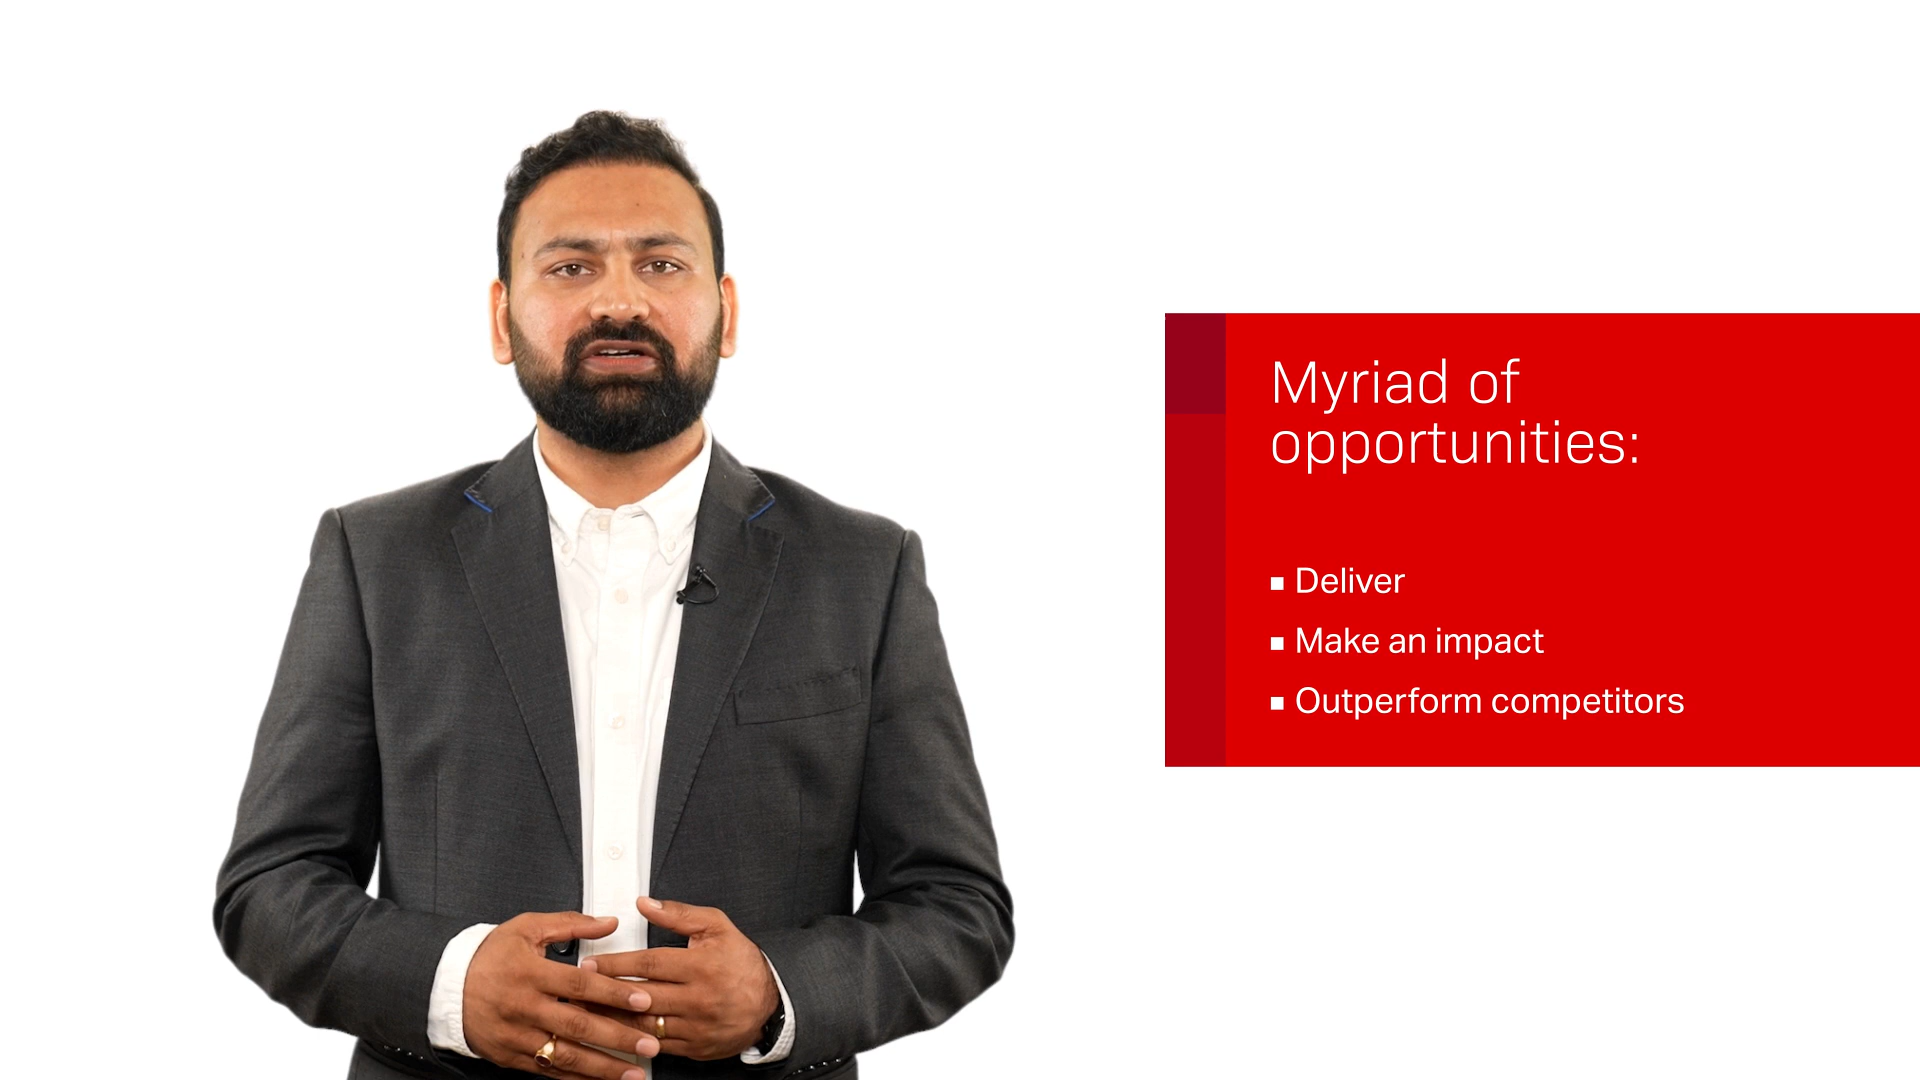 Myriad of
opportunities:
Deliver
Make an impact
Outperform competitors